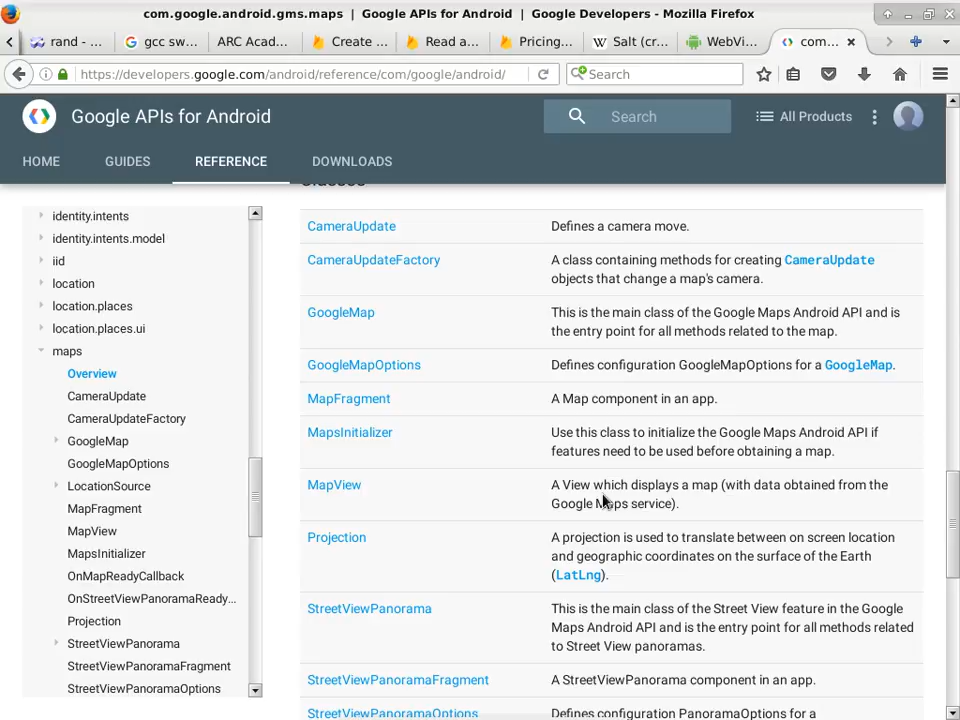 com.google.android.gms.maps | Google APIs for Android | Google Developers - Mozilla Firefox
rand - ...
gcc sw...
ARC Acad...
Create ...
Read a...
Pricing...
Salt (cr...
WebVi...
com...
https://developers.google.com/android/reference/com/google/android/
Search
Google APIs for Android
Search
All Products
HOME
GUIDES
REFERENCE
DOWNLOADS
identity.intents
identity.intents.model
iid
location
location.places
location.places.ui
maps
Overview
CameraUpdate
CameraUpdateFactory
GoogleMap
GoogleMapOptions
LocationSource
MapFragment
MapView
MapsInitializer
OnMapReadyCallback
OnStreetViewPanoramaReady...
Projection
StreetViewPanorama
StreetViewPanoramaFragment
StreetViewPanoramaOptions
CameraUpdate
Defines a camera move.
CameraUpdateFactory
A class containing methods for creating CameraUpdate
objects that change a map's camera.
GoogleMap
This is the main class of the Google Maps Android API and is
the entry point for all methods related to the map.
GoogleMapOptions
Defines configuration GoogleMapOptions for a GoogleMap.
MapFragment
A Map component in an app.
MapsInitializer
Use this class to initialize the Google Maps Android API if
features need to be used before obtaining a map.
MapView
A View which displays a map (with data obtained from the
Google Maps service).
Projection
A projection is used to translate between on screen location
and geographic coordinates on the surface of the Earth
(LatLng).
StreetViewPanorama
This is the main class of the Street View feature in the Google
Maps Android API and is the entry point for all methods related
to Street View panoramas.
StreetViewPanoramaFragment
A StreetViewPanorama component in an app.
StreetViewPanoramaOptions
Defines configuration PanoramaOptions for a